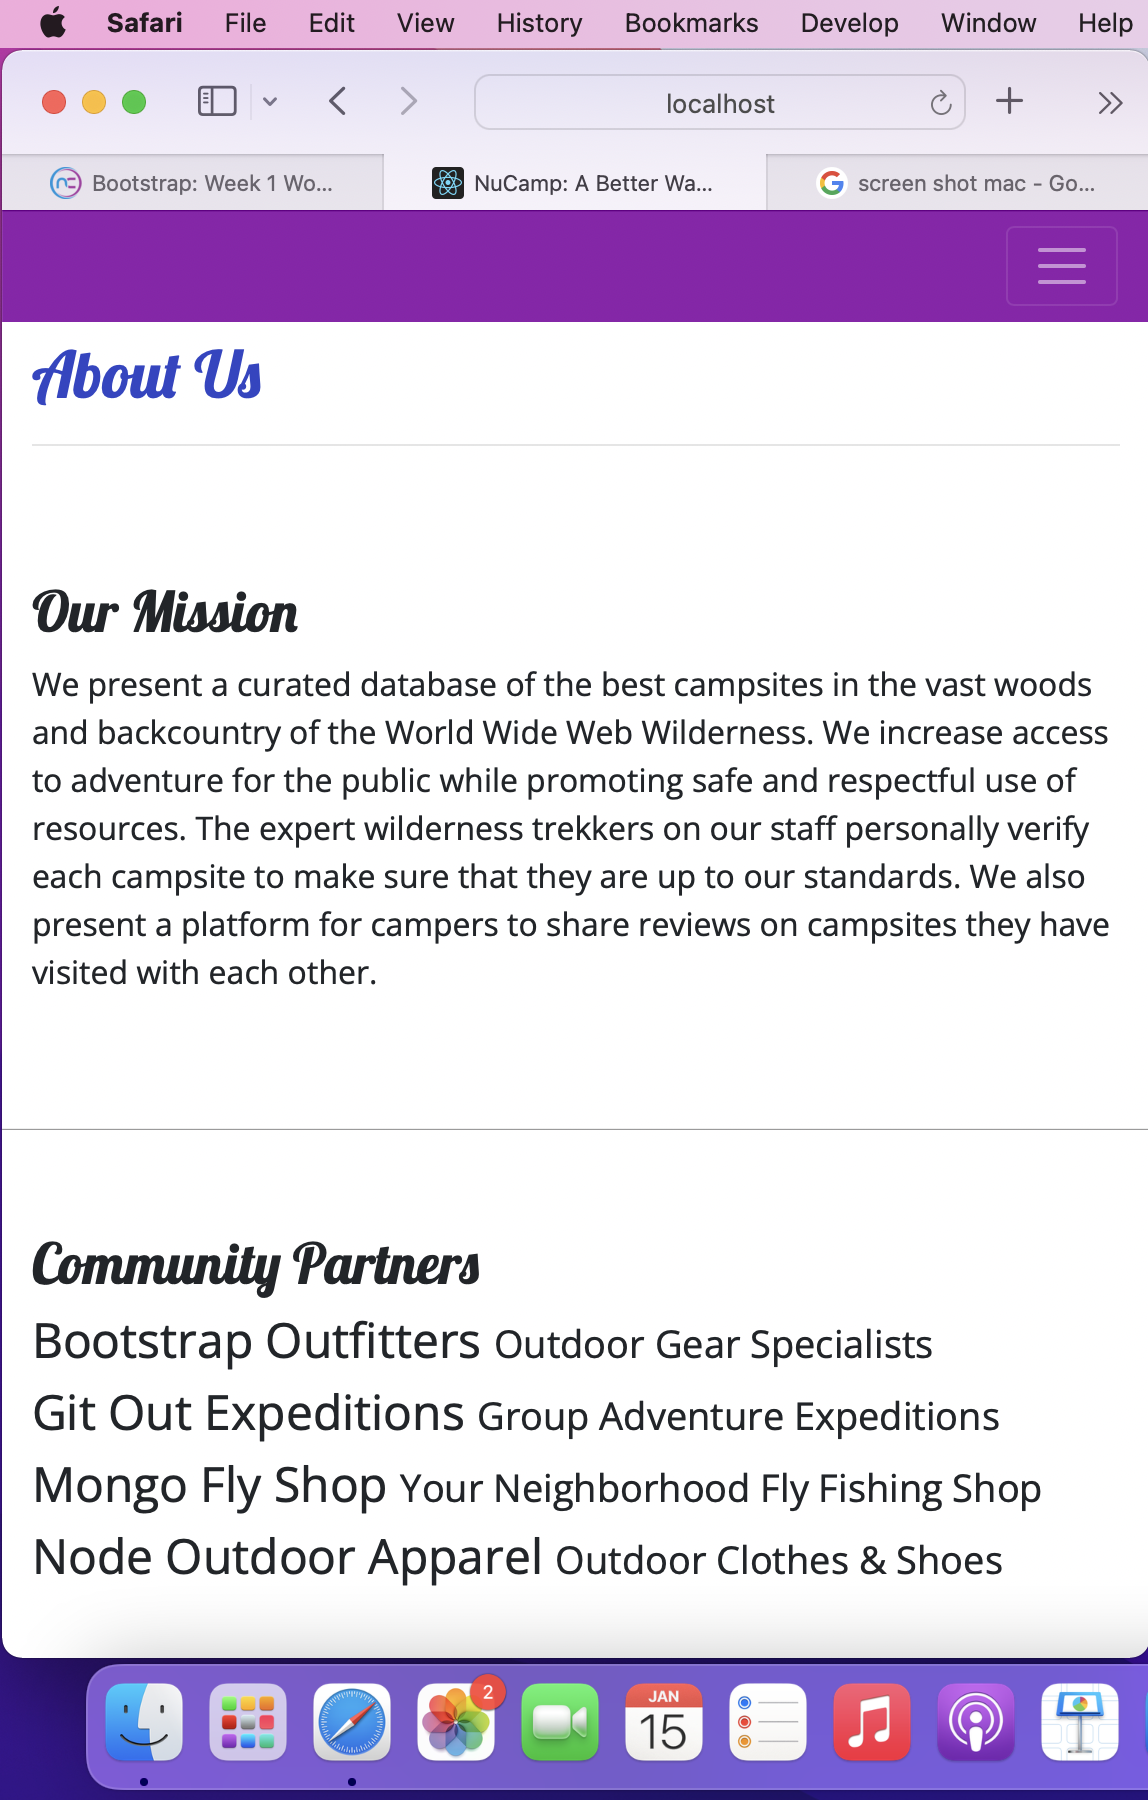 Safari File Edit View History Bookmarks Develop Window Help
localhost
Bootstrap: Week 1 Wo... NuCamp: A Better Wa... screen shot mac - Go...
About Us
Our Mission
We present a curated database of the best campsites in the vast woods
and backcountry of the World Wide Web Wilderness. We increase access
to adventure for the public while promoting safe and respectful use of
resources. The expert wilderness trekkers on our staff personally verify
each campsite to make sure that they are up to our standards. We also
present a platform for campers to share reviews on campsites they have
visited with each other.
Community Partners
Bootstrap Outfitters Outdoor Gear Specialists
Git Out Expeditions Group Adventure Expeditions
Mongo Fly Shop Your Neighborhood Fly Fishing Shop
Node Outdoor Apparel Outdoor Clothes & Shoes
2
JAN
15